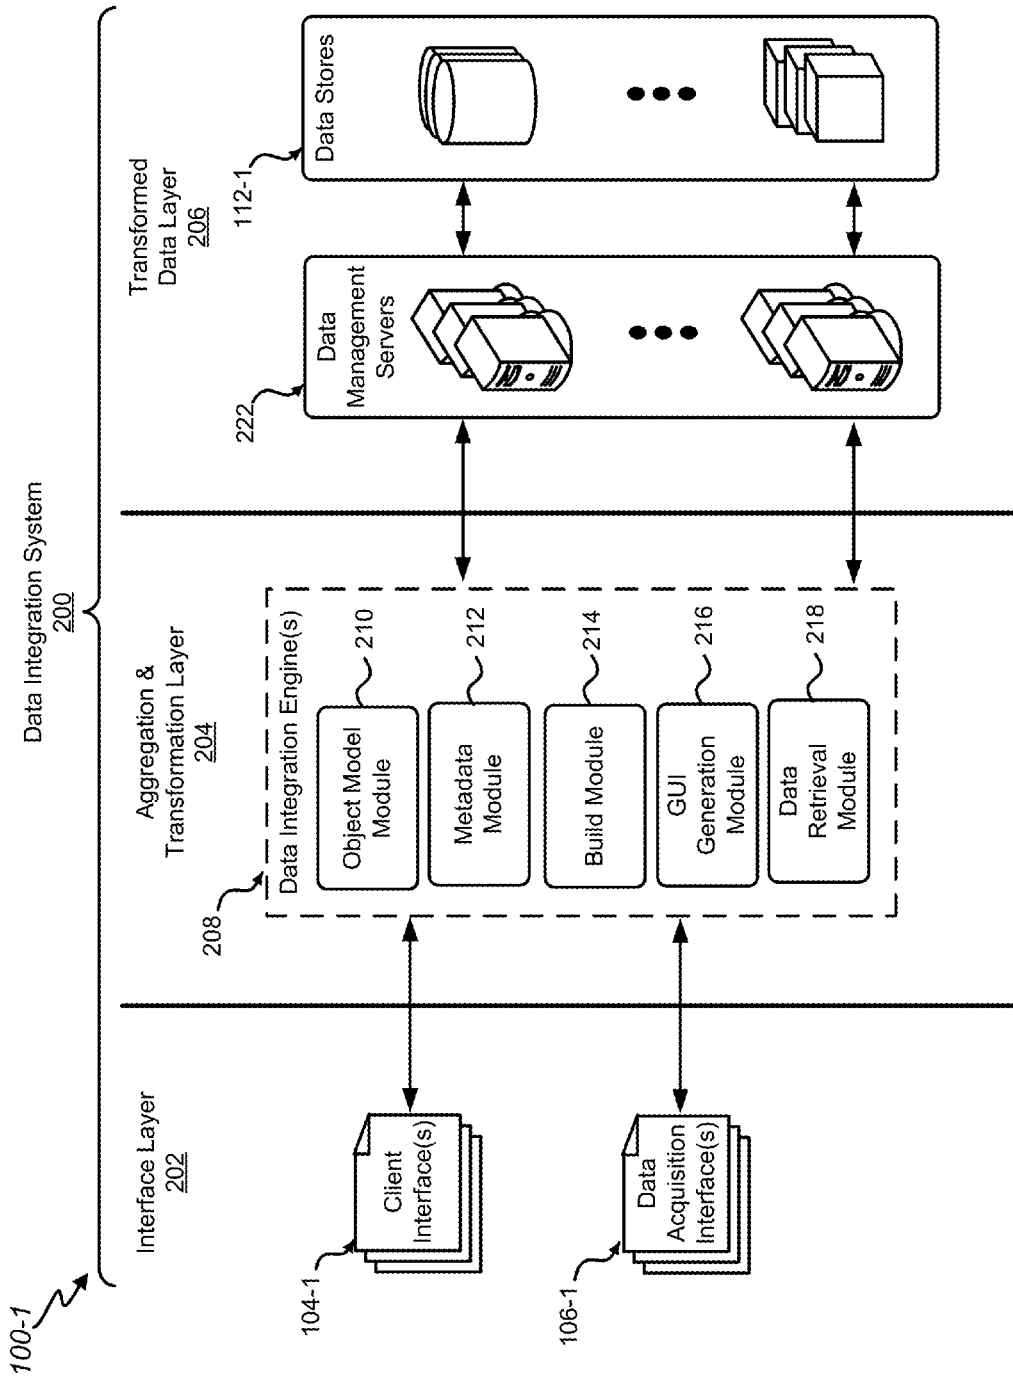 100-1
Data Integration System
200
Interface Layer
202
Aggregation &
Transformation Layer
204
Transformed
Data Layer
206
104-1
Client
Interface(s)
106-1
Data
Acquisition
Interface(s)
208
Data Integration Engine(s)
Object Model
Module
210
Metadata
Module
212
Build Module
214
GUI
Generation
Module
216
Data
Retrieval
Module
218
222
Data
Management
Servers
112-1
Data Stores